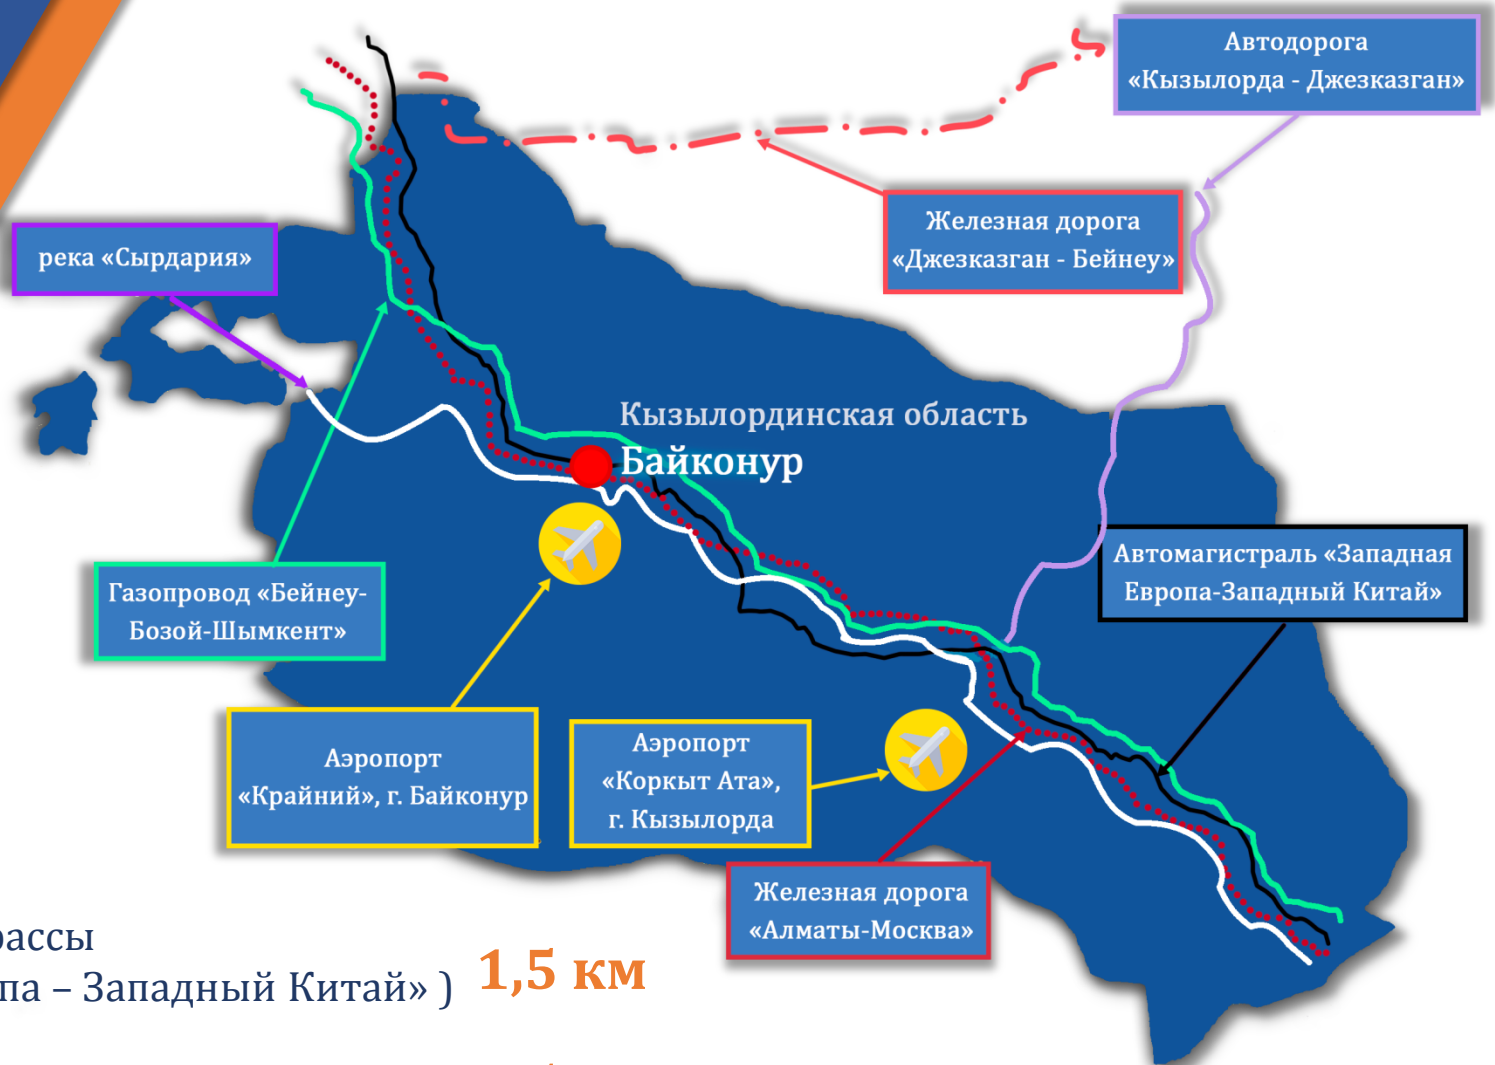 Автодорога
«Кызылорда - Джезказган»
Железная дорога
«Джезказган - Бейнеу»
река «Сырдария»
Кызылординская область
Байконур
Автомагистраль «Западная
Европа-Западный Китай»
Газопровод «Бейнеу-
Бозой-Шымкент»
Аэропорт
«Крайний», г. Байконур
Аэропорт
«Коркыт Ата»,
г. Кызылорда
Железная дорога
«Алматы-Москва»
рассы
па – Западный Китай» )
1,5 км